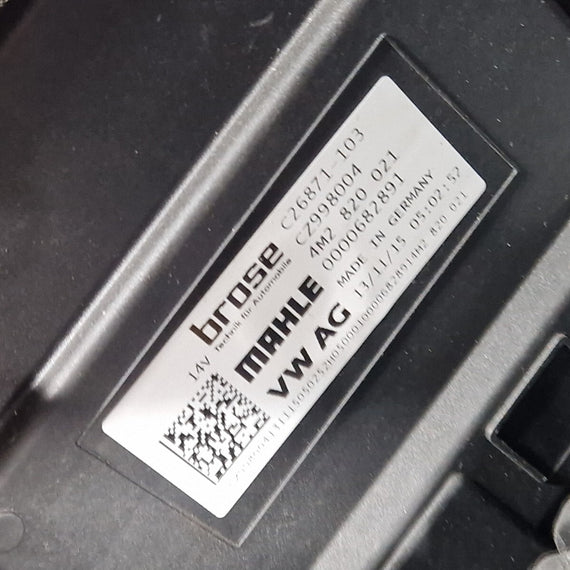 brose C26871-103
Technik für Automobile CZ998004
4M2 820 021
MAHLE 0000682891
MADE IN GERMANY
VW AG 13/11/15 05:02:52
14V